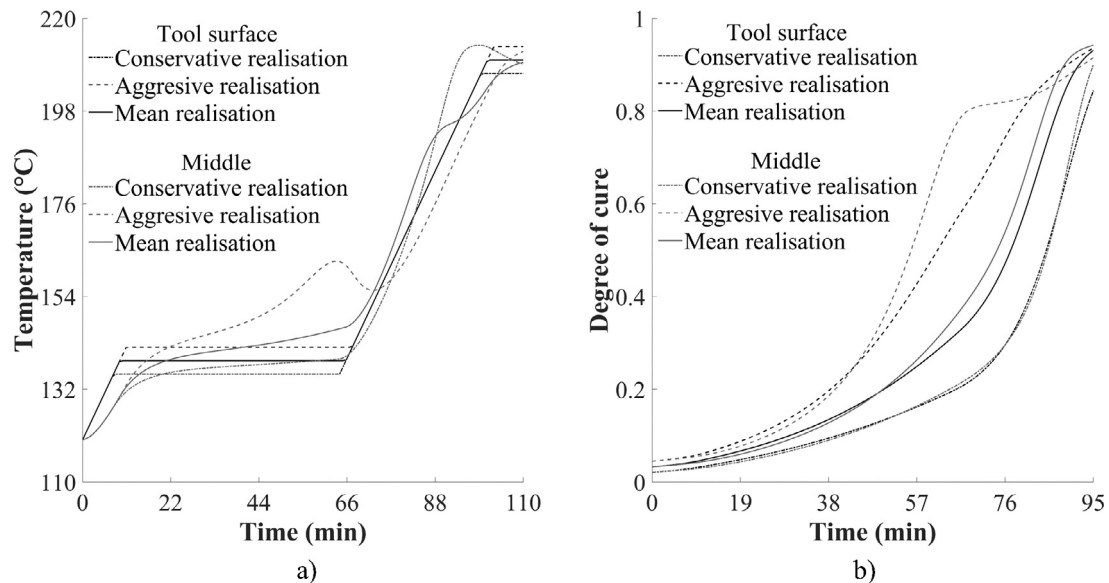 220
198
176
154
132
110
Temperature (°C)
Tool surface
Conservative realisation
Aggresive realisation
Mean realisation
Middle
Conservative realisation
Aggresive realisation
Mean realisation
0 22 44 66 88 110
Time (min)
a)
1
0.8
0.6
0.4
0.2
0
Degree of cure
Tool surface
Conservative realisation
Aggresive realisation
Mean realisation
Middle
Conservative realisation
Aggresive realisation
Mean realisation
0 19 38 57 76 95
Time (min)
b)